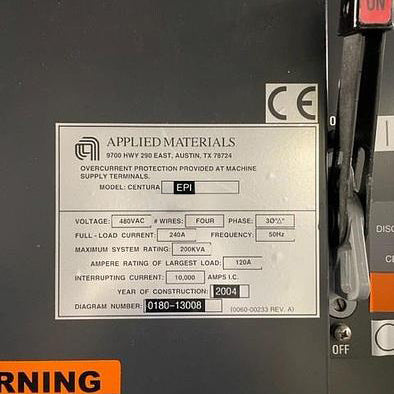 ON
CE
APPLIED MATERIALS
9700 HWY 290 EAST, AUSTIN, TX 78724
OVERCURRENT PROTECTION PROVIDED AT MACHINE
SUPPLY TERMINALS.
MODEL: CENTURA EPI
VOLTAGE: 480VAC # WIRES: FOUR PHASE: 3Ø"△"
FULL - LOAD CURRENT: 240A FREQUENCY: 50Hz
MAXIMUM SYSTEM RATING: 200KVA
AMPERE RATING OF LARGEST LOAD: 120A
INTERRUPTING CURRENT: 10,000 AMPS I.C.
YEAR OF CONSTRUCTION: 2004
DIAGRAM NUMBER: 0180-13008
(0060-00233 REV. A)
DISC
CE
OFF
RNING